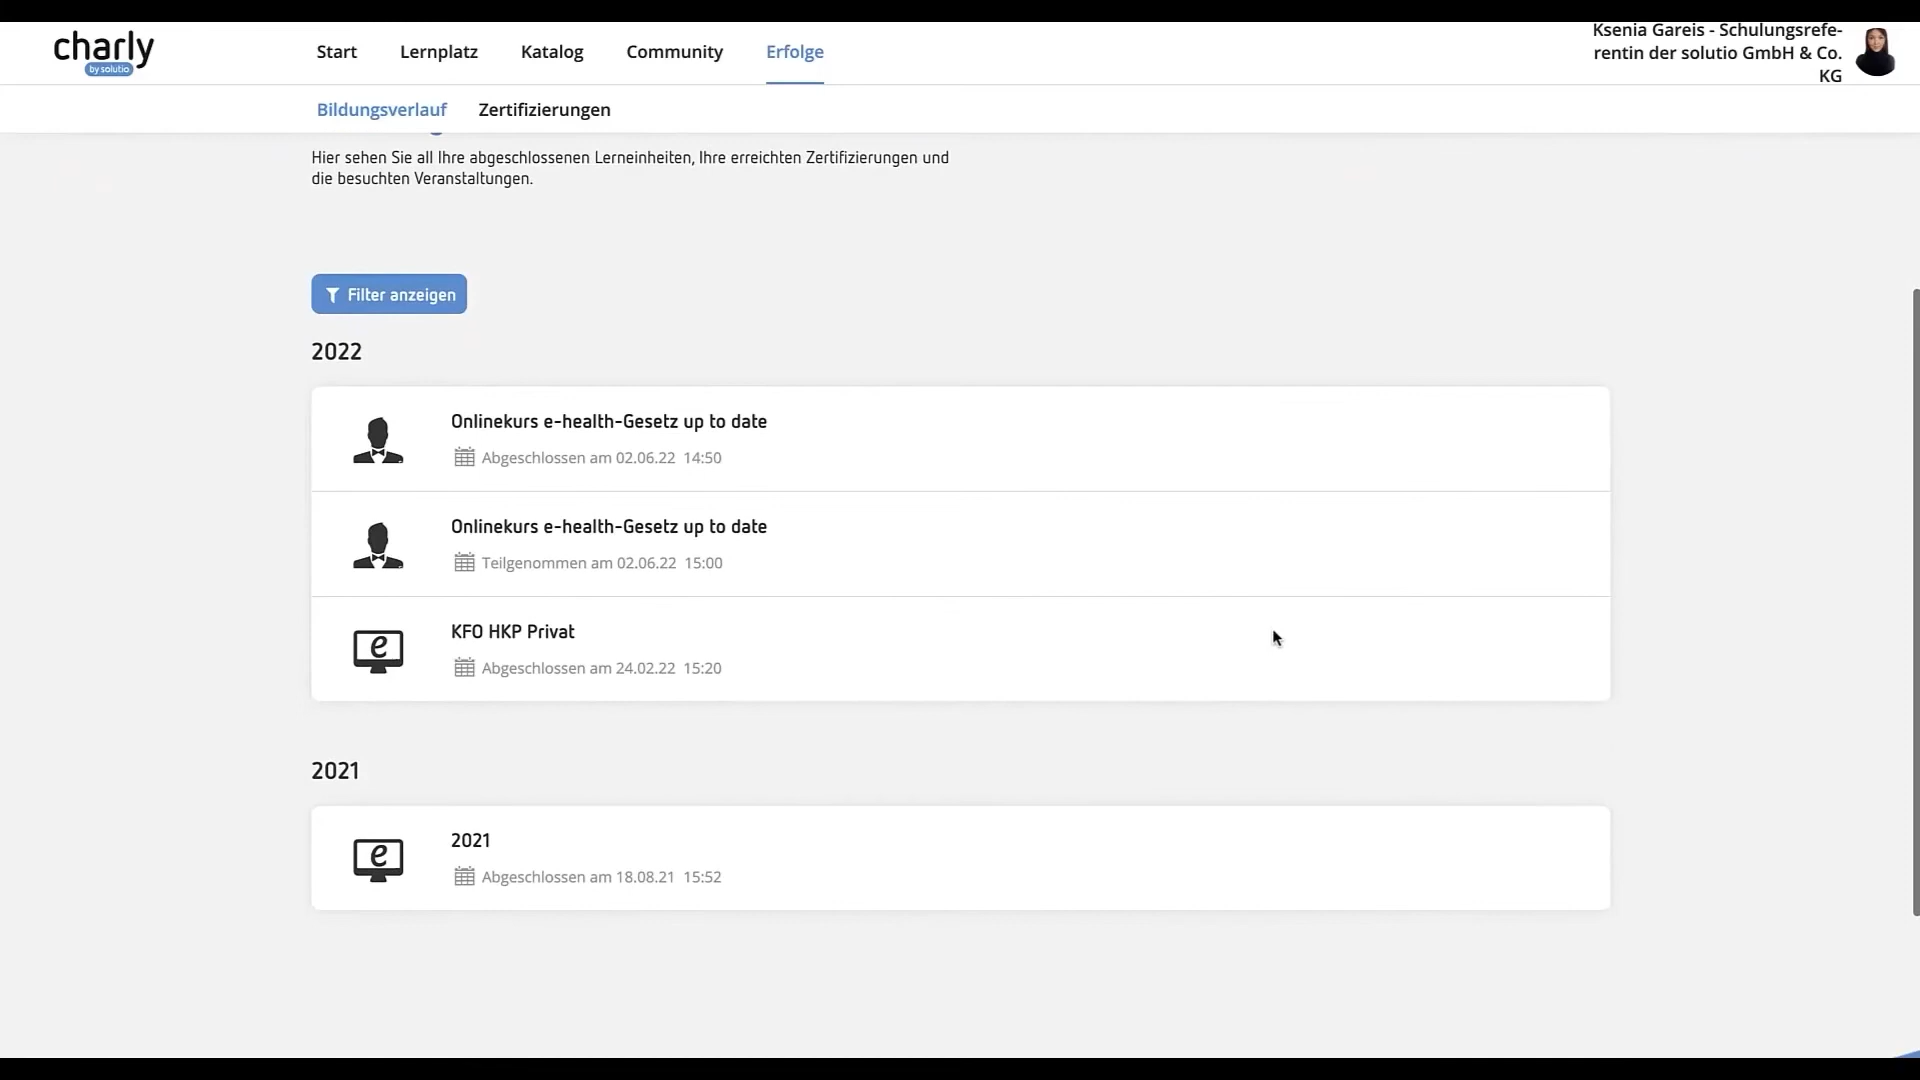 charly
by solutio
Start
Lernplatz
Katalog
Community
Erfolge
Ksenia Gareis - Schulungsrefe-
rentin der solutio GmbH & Co.
KG
Bildungsverlauf
Zertifizierungen
Hier sehen Sie all Ihre abgeschlossenen Lerneinheiten, Ihre erreichten Zertifizierungen und
die besuchten Veranstaltungen.
Filter anzeigen
2022
Onlinekurs e-health-Gesetz up to date
Abgeschlossen am 02.06.22 14:50
Onlinekurs e-health-Gesetz up to date
Teilgenommen am 02.06.22 15:00
e
KFO HKP Privat
Abgeschlossen am 24.02.22 15:20
2021
e
2021
Abgeschlossen am 18.08.21 15:52